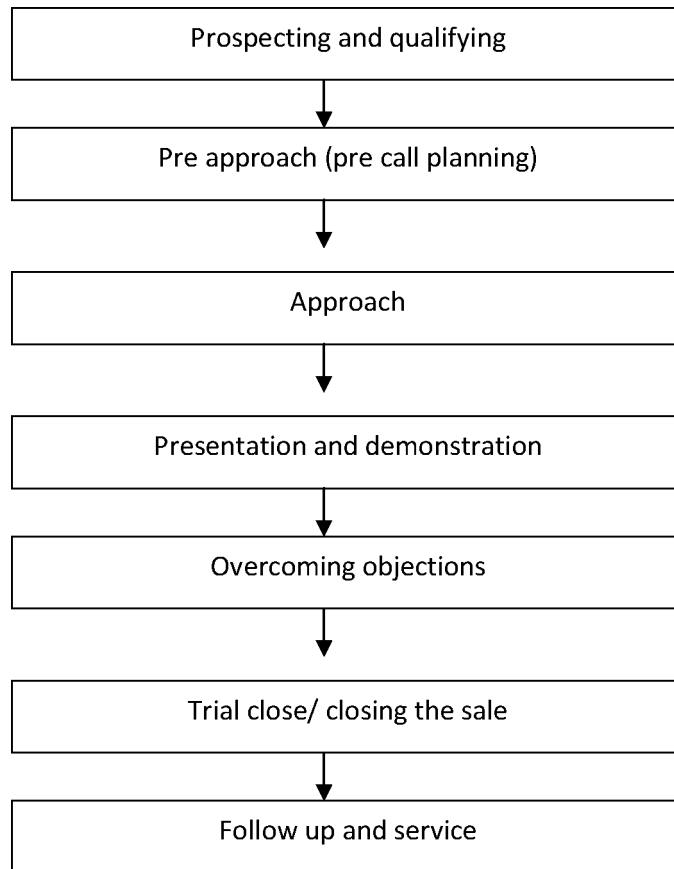 Prospecting and qualifying
Pre approach (pre call planning)
Approach
Presentation and demonstration
Overcoming objections
Trial close/ closing the sale
Follow up and service